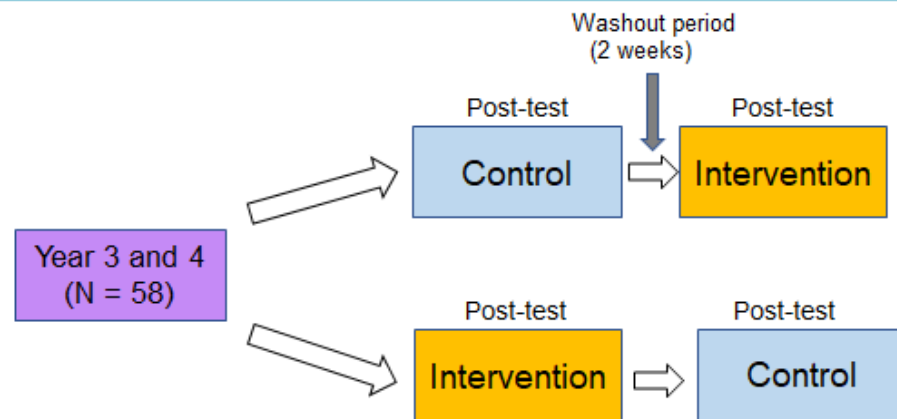 Washout period
(2 weeks)
Post-test
Post-test
Control
Intervention
Year 3 and 4
(N = 58)
Post-test
Post-test
Intervention
Control